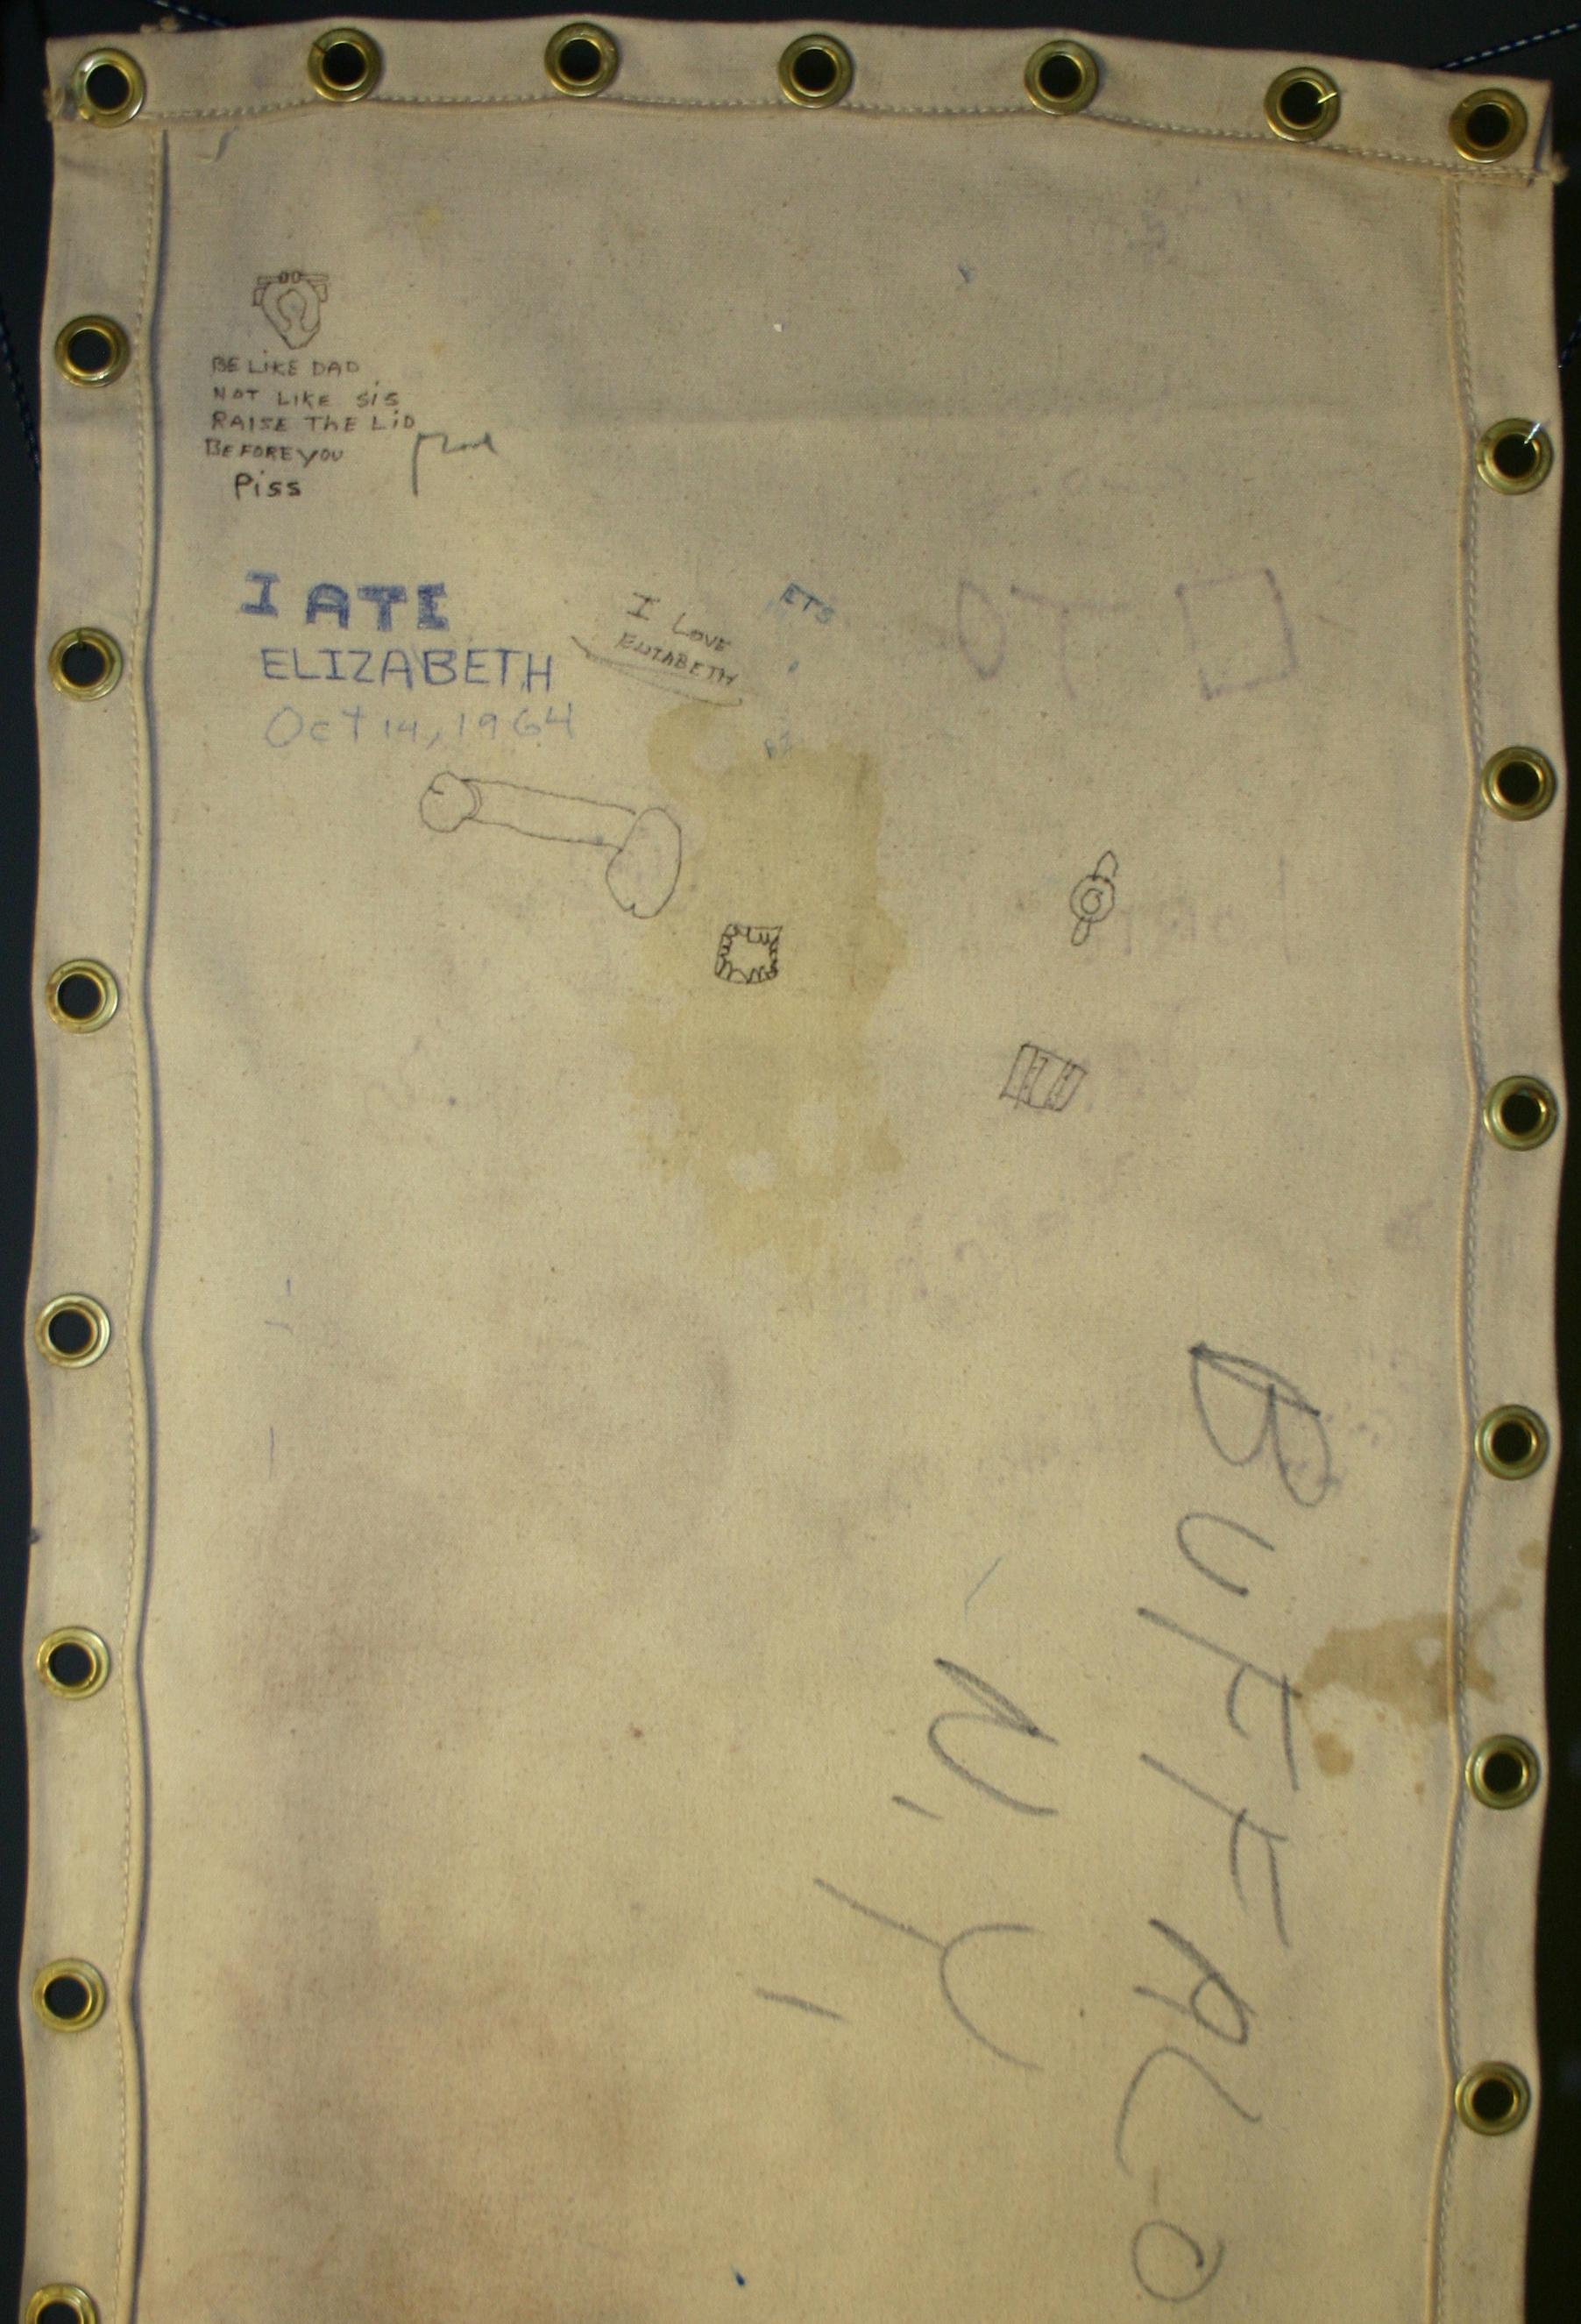 BE LIKE DAD
NOT LIKE SIS
RAISE THE LID
BEFORE YOU
PISS
I ATE
ELIZABETH
Oct 14, 1964
I LOVE
ELIZABETH
ETS
BUFFALO
N.Y.